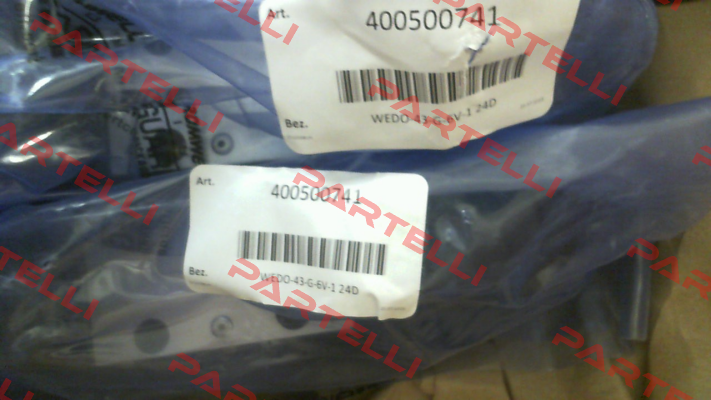 Art.
400500741
Bez.
WEDO-43-G-6V-1 24D
Art.
400500741
Bez.
WEDO-43-G-6V-1 24D
PARTELLI